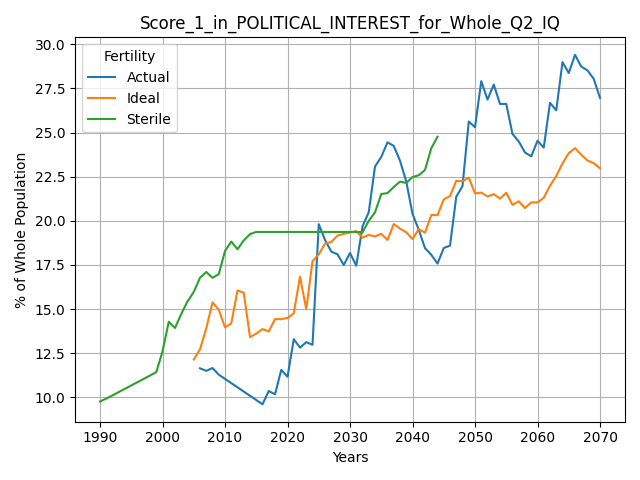 Score_1_in_POLITICAL_INTEREST_for_Whole_Q2_IQ
30.0
27.5
25.0
22.5
20.0
17.5
15.0
12.5
10.0
% of Whole Population
Fertility
Actual
Ideal
Sterile
1990 2000 2010 2020 2030 2040 2050 2060 2070
Years